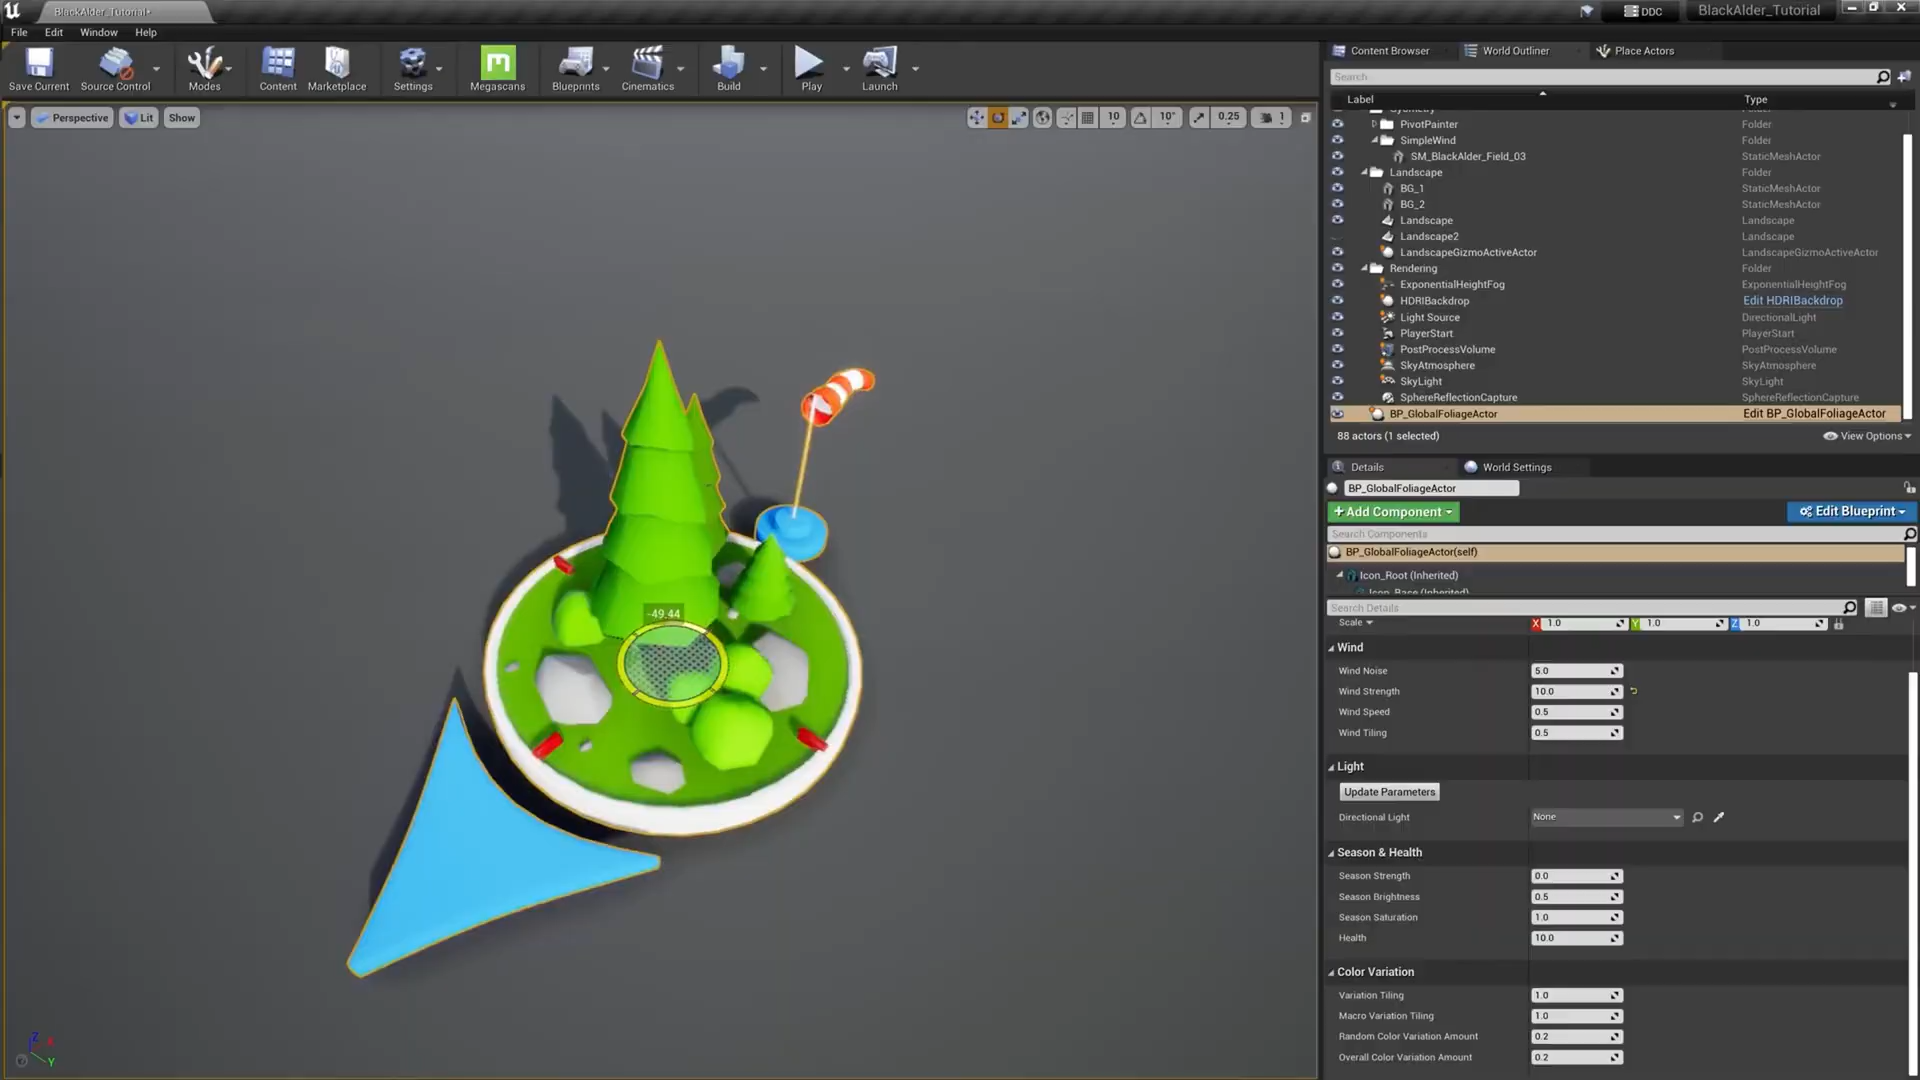 BlackAlder_Tutorial•
DDC
BlackAlder_Tutorial
File Edit Window Help
Save Current
Source Control
Modes
Content
Marketplace
Settings
Megascans
Blueprints
Cinematics
Build
Play
Launch
Perspective
Lit
Show
10
10°
0.25
1
-49.44
Z
X
Y
Content Browser
World Outliner
Place Actors
Search
Label Type
PivotPainter Folder
SimpleWind Folder
SM_BlackAlder_Field_03 StaticMeshActor
Landscape Folder
BG_1 StaticMeshActor
BG_2 StaticMeshActor
Landscape Landscape
Landscape2 Landscape
LandscapeGizmoActiveActor LandscapeGizmoActiveActor
Rendering Folder
ExponentialHeightFog ExponentialHeightFog
HDRIBackdrop Edit HDRIBackdrop
Light Source DirectionalLight
PlayerStart PlayerStart
PostProcessVolume PostProcessVolume
SkyAtmosphere SkyAtmosphere
SkyLight SkyLight
SphereReflectionCapture SphereReflectionCapture
BP_GlobalFoliageActor Edit BP_GlobalFoliageActor
88 actors (1 selected) View Options
Details World Settings
BP_GlobalFoliageActor
+Add Component Edit Blueprint
Search Components
BP_GlobalFoliageActor(self)
Icon_Root (Inherited)
Icon_Base (Inherited)
Search Details
Scale X 1.0 Y 1.0 Z 1.0
Wind
Wind Noise 5.0
Wind Strength 10.0
Wind Speed 0.5
Wind Tiling 0.5
Light
Update Parameters
Directional Light None
Season & Health
Season Strength 0.0
Season Brightness 0.5
Season Saturation 1.0
Health 10.0
Color Variation
Variation Tiling 1.0
Macro Variation Tiling 1.0
Random Color Variation Amount 0.2
Overall Color Variation Amount 0.2